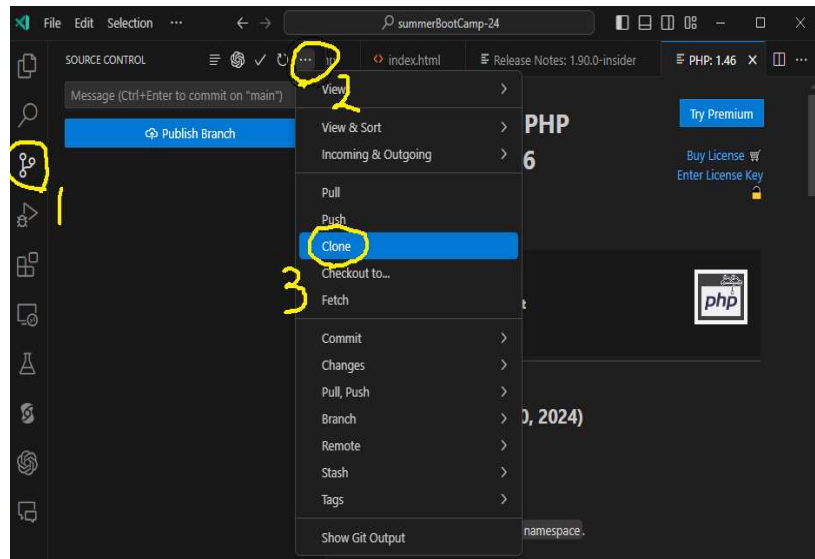 File Edit Selection ··· summerBootCamp-24
SOURCE CONTROL
index.html
Release Notes: 1.90.0-insider
PHP: 1.46
Message (Ctrl+Enter to commit on "main")
Publish Branch
1
2
3
View
View & Sort
Incoming & Outgoing
Pull
Push
Clone
Checkout to...
Fetch
Commit
Changes
Pull, Push
Branch
Remote
Stash
Tags
Show Git Output
PHP
6
Try Premium
Buy License
Enter License Key
php
0, 2024)
namespace.